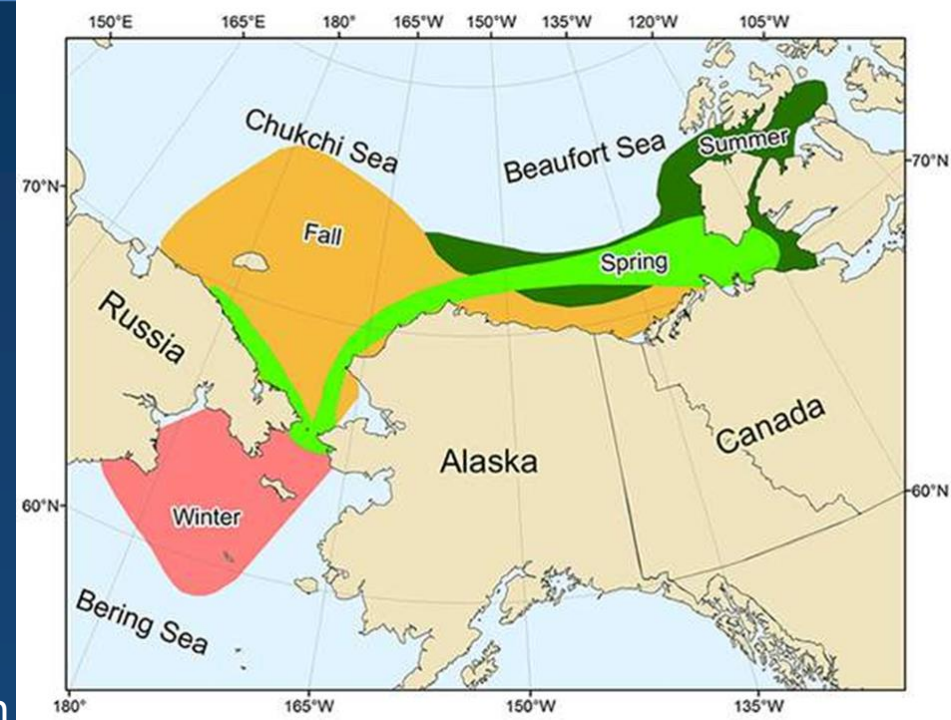 150°E 165°E 180° 165°W 150°W 135°W 120°W 105°W
Chukchi Sea
Beaufort Sea
Summer
70°N
70°N
Fall
Spring
Russia
Canada
Alaska
60°N
60°N
Winter
Bering Sea
180° 165°W 150°W 135°W